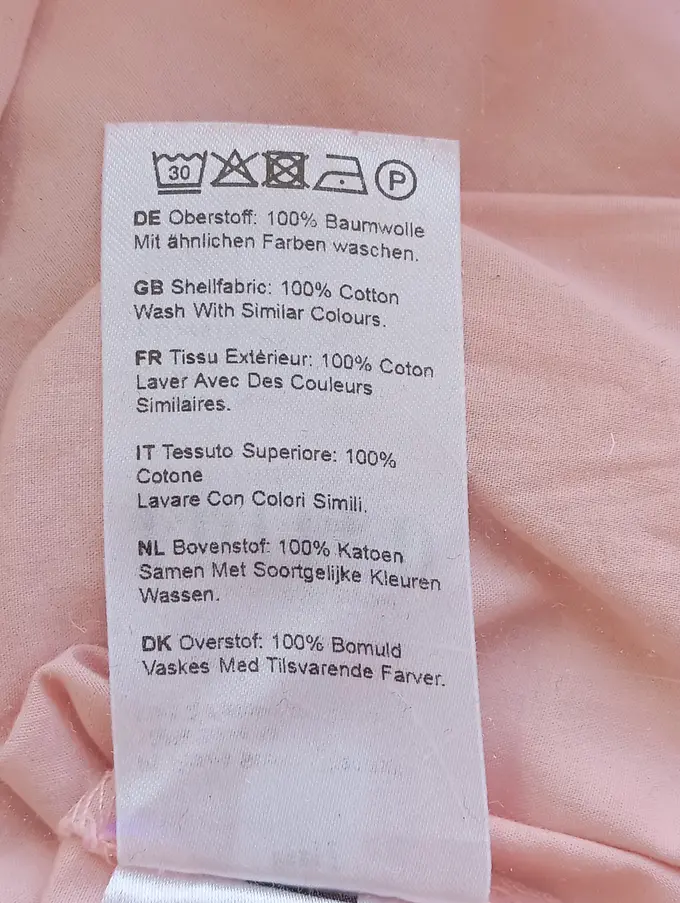 30 P
DE Oberstoff: 100% Baumwolle
Mit ähnlichen Farben waschen.
GB Shellfabric: 100% Cotton
Wash With Similar Colours.
FR Tissu Extérieur: 100% Coton
Laver Avec Des Couleurs
Similaires.
IT Tessuto Superiore: 100%
Cotone
Lavare Con Colori Simili.
NL Bovenstof: 100% Katoen
Samen Met Soortgelijke Kleuren
Wassen.
DK Overstof: 100% Bomuld
Vaskes Med Tilsvarende Farver.